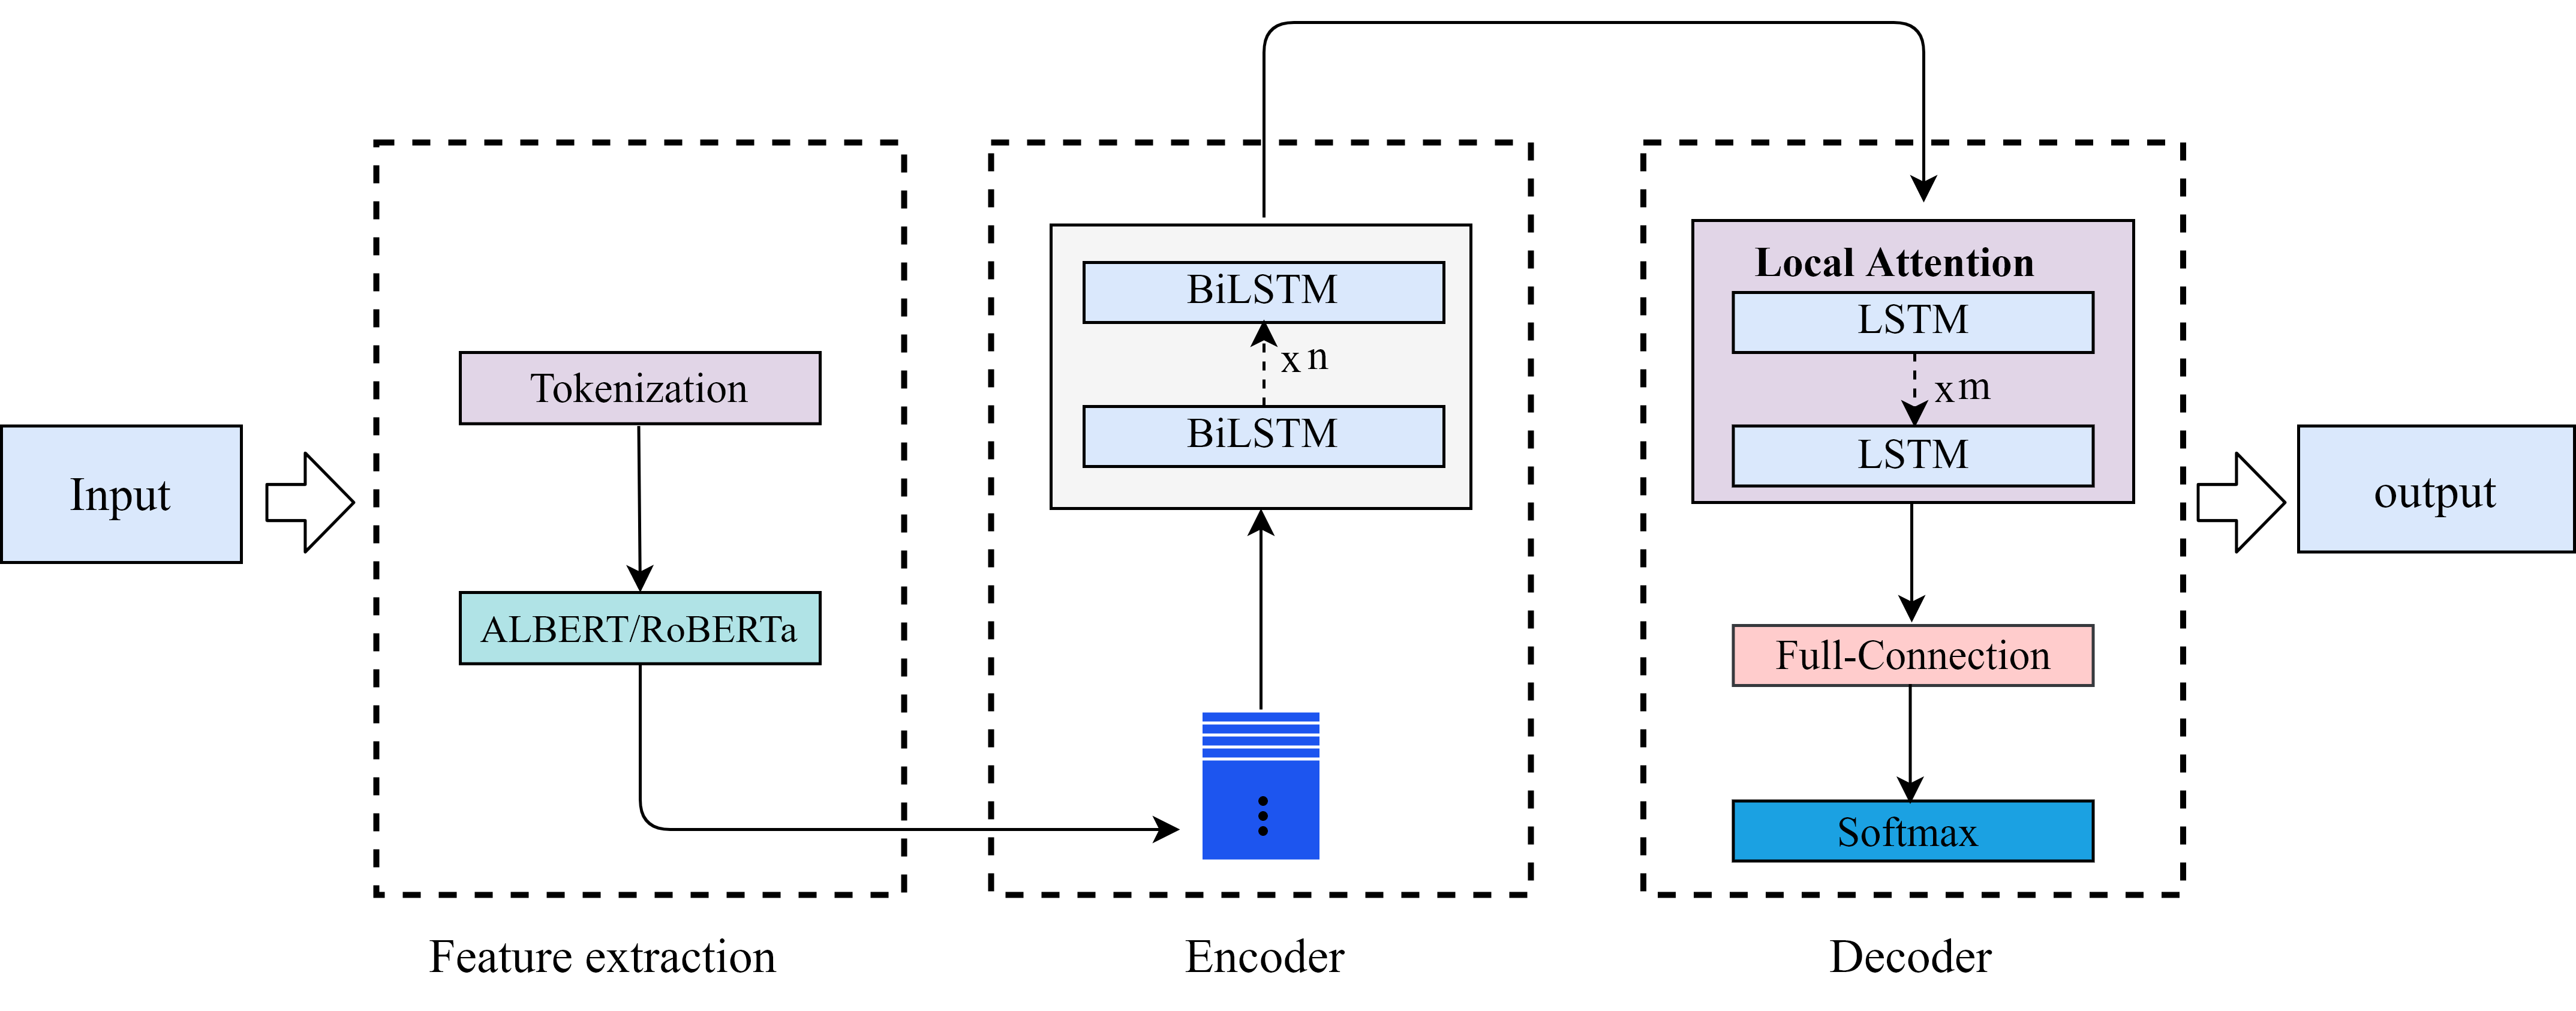 Input
Tokenization
ALBERT/RoBERTa
Feature extraction
BiLSTM
x n
BiLSTM
Encoder
Local Attention
LSTM
x m
LSTM
Full-Connection
Softmax
Decoder
output